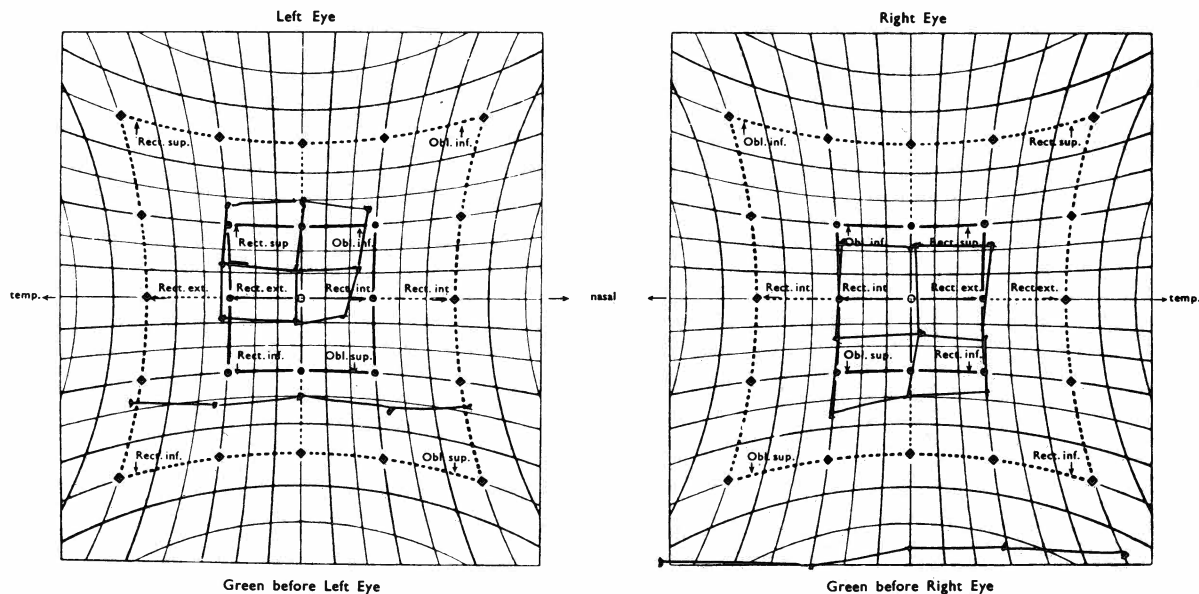 Left Eye
Right Eye
Rect. sup.
Obl. inf.
Obl. inf.
Rect. sup.
Rect. sup
Obl. inf.
Obl. inf.
Rect. sup.
temp.
Rect. ext.
Rect. ext.
Rect. int.
Rect. int
nasal
Rect. int.
Rect. int
Rect. ext.
Rect. ext.
temp.
Rect. inf.
Obl. sup.
Obl. sup.
Rect. inf.
Rect. inf.
Obl. sup.
Obl. sup.
Rect. inf.
Green before Left Eye
Green before Right Eye